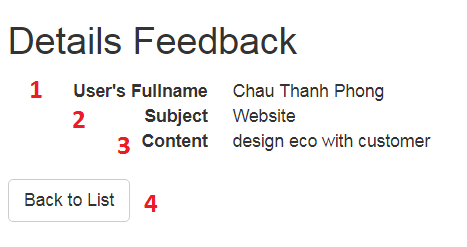 Details Feedback
1 User's Fullname Chau Thanh Phong
2 Subject Website
3 Content design eco with customer
Back to List 4